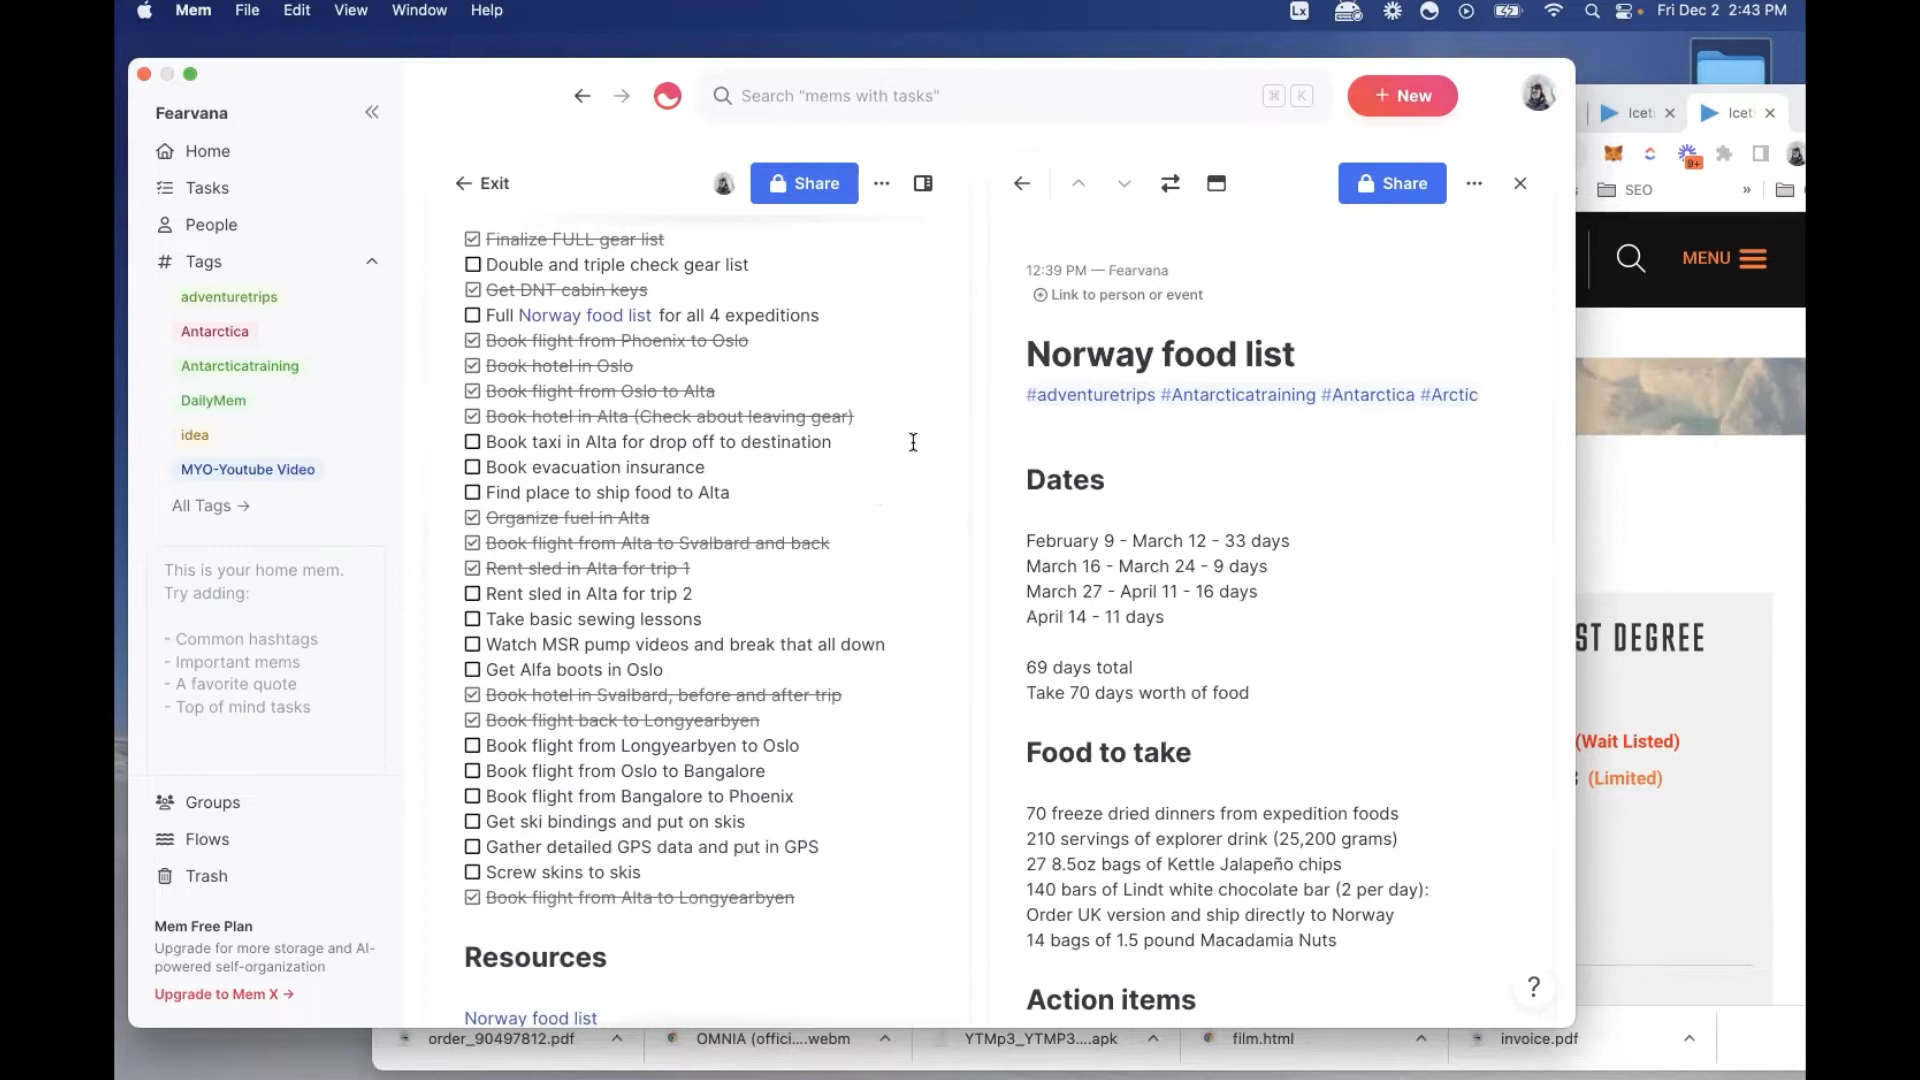 Mem File Edit View Window Help
Lx
Fri Dec 2 2:43 PM
Fearvana
Home
Tasks
People
# Tags
adventuretrips
Antarctica
Antarcticatraining
DailyMem
idea
MYO-Youtube Video
All Tags →
This is your home mem.
Try adding:
- Common hashtags
- Important mems
- A favorite quote
- Top of mind tasks
Groups
Flows
Trash
Mem Free Plan
Upgrade for more storage and AI-
powered self-organization
Upgrade to Mem X →
Search "mems with tasks"
⌘ K
+ New
← Exit
Share
Finalize FULL gear list
Double and triple check gear list
Get DNT cabin keys
Full Norway food list for all 4 expeditions
Book flight from Phoenix to Oslo
Book hotel in Oslo
Book flight from Oslo to Alta
Book hotel in Alta (Check about leaving gear)
Book taxi in Alta for drop off to destination
Book evacuation insurance
Find place to ship food to Alta
Organize fuel in Alta
Book flight from Alta to Svalbard and back
Rent sled in Alta for trip 1
Rent sled in Alta for trip 2
Take basic sewing lessons
Watch MSR pump videos and break that all down
Get Alfa boots in Oslo
Book hotel in Svalbard, before and after trip
Book flight back to Longyearbyen
Book flight from Longyearbyen to Oslo
Book flight from Oslo to Bangalore
Book flight from Bangalore to Phoenix
Get ski bindings and put on skis
Gather detailed GPS data and put in GPS
Screw skins to skis
Book flight from Alta to Longyearbyen
Resources
Norway food list
Share
12:39 PM — Fearvana
Link to person or event
Norway food list
#adventuretrips #Antarcticatraining #Antarctica #Arctic
Dates
February 9 - March 12 - 33 days
March 16 - March 24 - 9 days
March 27 - April 11 - 16 days
April 14 - 11 days
69 days total
Take 70 days worth of food
Food to take
70 freeze dried dinners from expedition foods
210 servings of explorer drink (25,200 grams)
27 8.5oz bags of Kettle Jalapeño chips
140 bars of Lindt white chocolate bar (2 per day):
Order UK version and ship directly to Norway
14 bags of 1.5 pound Macadamia Nuts
Action items
?
Icet
Icet
9+
SEO
»
MENU
ST DEGREE
(Wait Listed)
(Limited)
order_90497812.pdf
OMNIA (offici....webm
YTMp3_YTMP3....apk
film.html
invoice.pdf